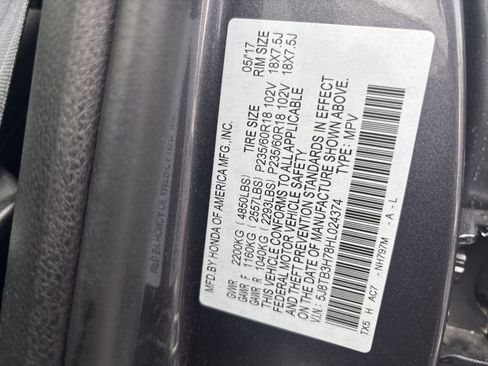 MFD.BY HONDA OF AMERICA MFG., INC. 05/17
TIRE SIZE RIM SIZE
GVWR 2200KG (4850LBS)
GAWR F 1160KG (2557LBS) P235/60R18 102V 18X7.5J
GAWR R 1040KG (2293LBS) P235/60R18 102V 18X7.5J
THIS VEHICLE CONFORMS TO ALL APPLICABLE
FEDERAL MOTOR VEHICLE SAFETY
AND THEFT PREVENTION STANDARDS IN EFFECT
ON THE DATE OF MANUFACTURE SHOWN ABOVE.
V.I.N.: 5J8TB3H78HL024374 TYPE: MPV
TX5 H AC7 -NH797M -A-L